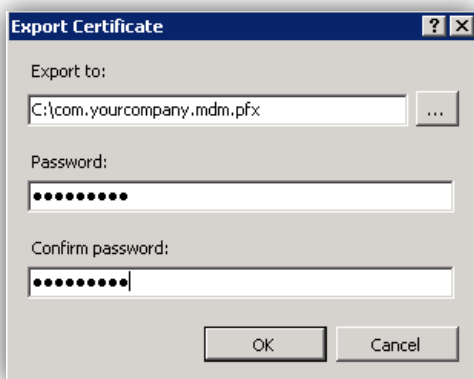 Export Certificate
Export to:
C:\com.yourcompany.mdm.pfx
...
Password:
●●●●●●●●●
Confirm password:
●●●●●●●●●
OK Cancel